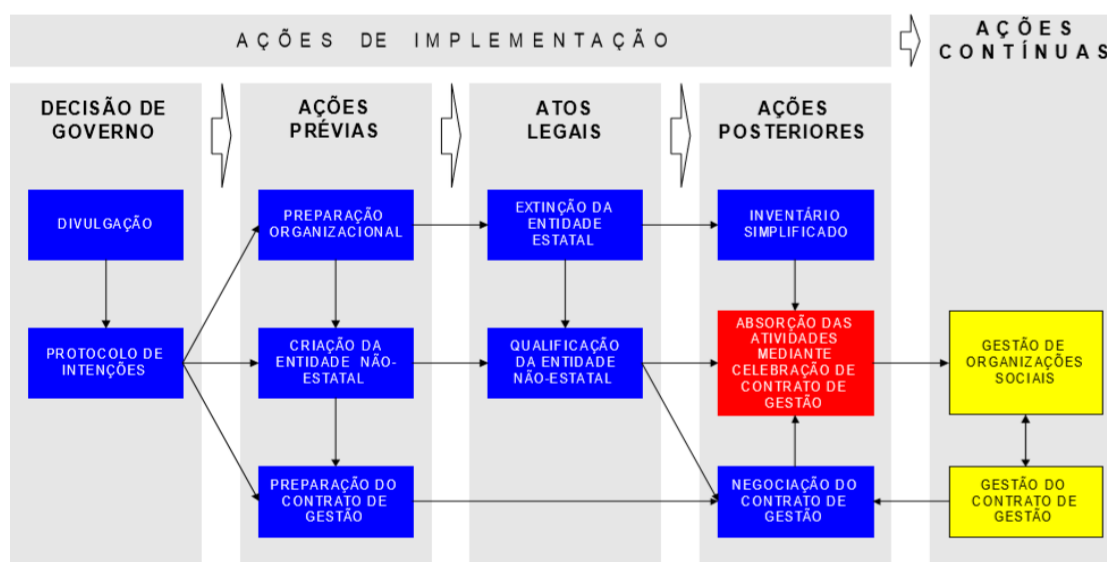 AÇÕES DE IMPLEMENTAÇÃO
AÇÕES
CONTÍNUAS
DECISÃO DE
GOVERNO
AÇÕES
PRÉVIAS
ATOS
LEGAIS
AÇÕES
POSTERIORES
DIVULGAÇÃO
PREPARAÇÃO
ORGANIZACIONAL
EXTINÇÃO DA
ENTIDADE
ESTATAL
INVENTÁRIO
SIMPLIFICADO
PROTOCOLO DE
INTENÇÕES
CRIAÇÃO DA
ENTIDADE NÃO-
ESTATAL
QUALIFICAÇÃO
DA ENTIDADE
NÃO-ESTATAL
ABSORÇÃO DAS
ATIVIDADES
MEDIANTE
CELEBRAÇÃO DE
CONTRATO DE
GESTÃO
GESTÃO DE
ORGANIZAÇÕES
SOCIAIS
PREPARAÇÃO DO
CONTRATO DE
GESTÃO
NEGOCIAÇÃO DO
CONTRATO DE
GESTÃO
GESTÃO DO
CONTRATO DE
GESTÃO